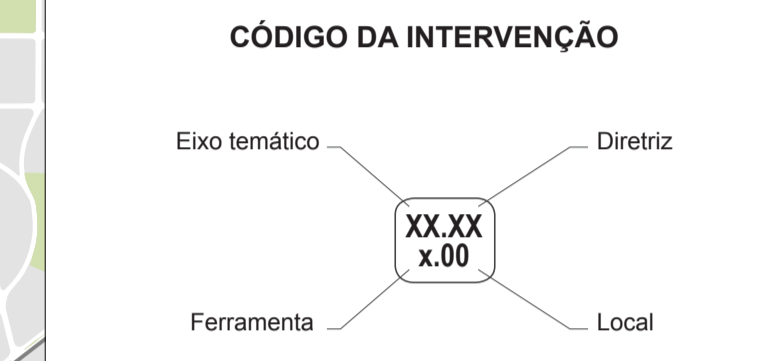 CÓDIGO DA INTERVENÇÃO
Eixo temático
Diretriz
XX.XX
x.00
Ferramenta
Local